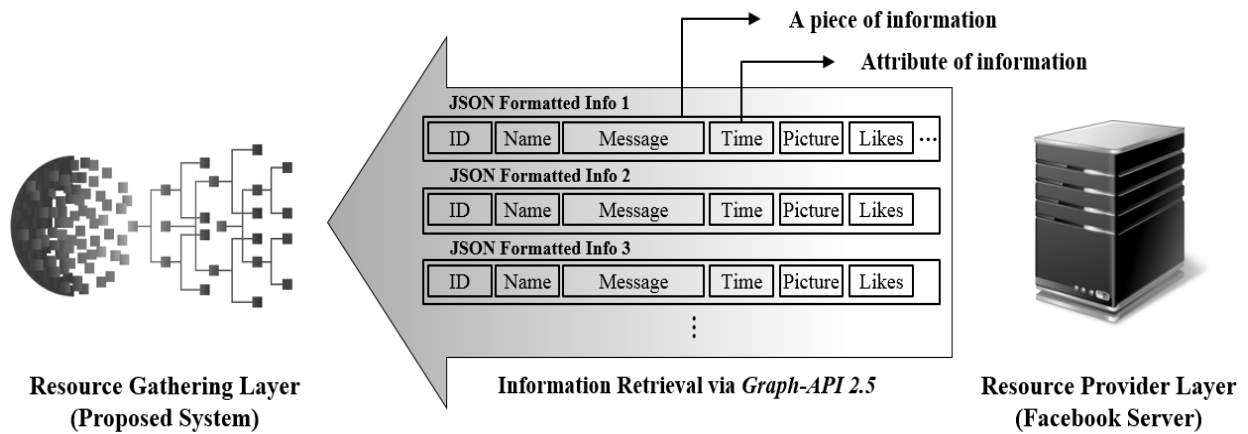 A piece of information
Attribute of information
JSON Formatted Info 1
ID Name Message Time Picture Likes ...
JSON Formatted Info 2
ID Name Message Time Picture Likes
JSON Formatted Info 3
ID Name Message Time Picture Likes
⋮
Resource Gathering Layer
(Proposed System)
Information Retrieval via Graph-API 2.5
Resource Provider Layer
(Facebook Server)